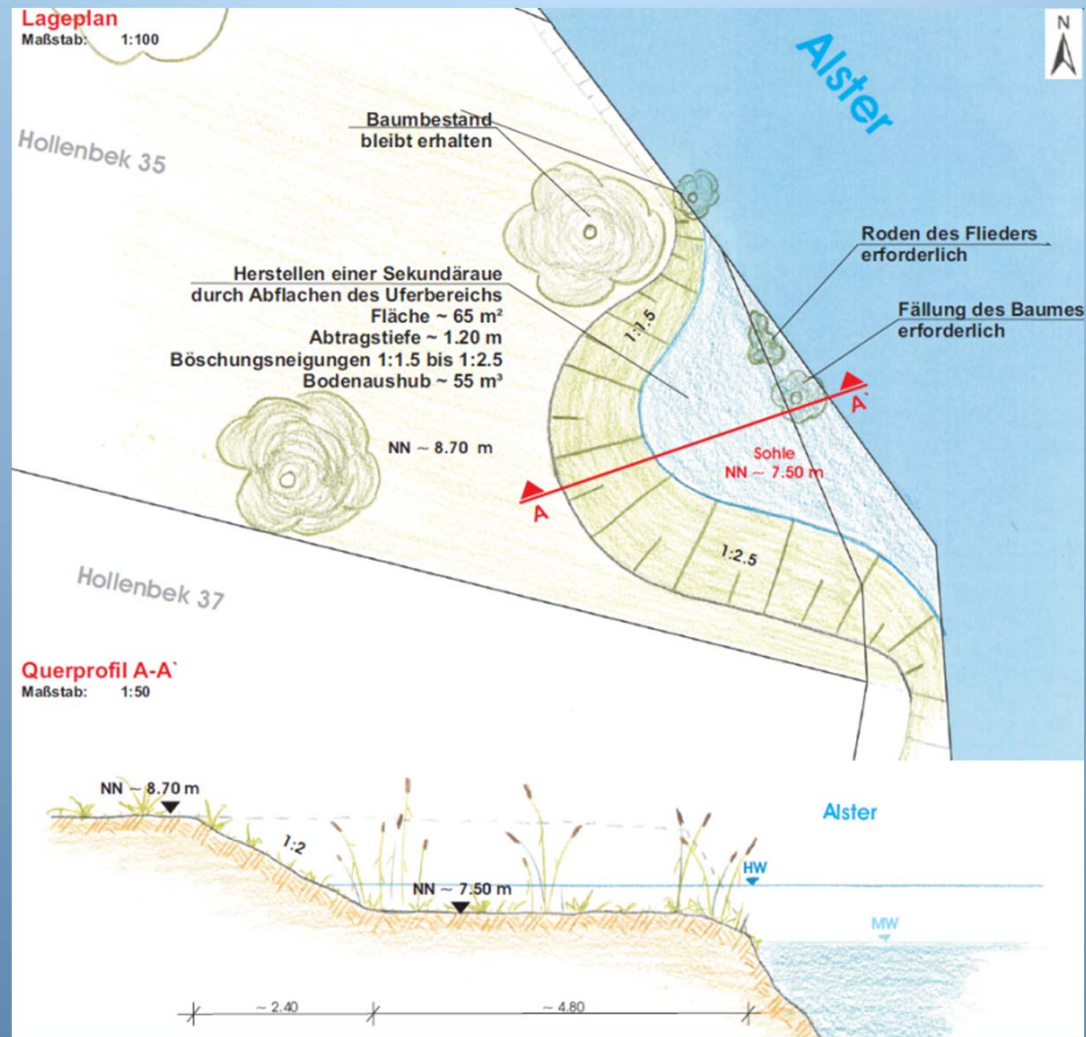 Lageplan
Maßstab: 1:100
N
Alster
Hollenbek 35
Baumbestand
bleibt erhalten
Roden des Flieders
erforderlich
Herstellen einer Sekundäraue
durch Abflachen des Uferbereichs
Fläche ~ 65 m²
Abtragstiefe ~ 1.20 m
Böschungsneigungen 1:1.5 bis 1:2.5
Bodenaushub ~ 55 m³
Fällung des Baumes
erforderlich
1:1.5
A`
NN ~ 8.70 m
Sohle
NN ~ 7.50 m
A
1:2.5
Hollenbek 37
Querprofil A-A`
Maßstab: 1:50
NN ~ 8.70 m
Alster
1:2
HW
NN ~ 7.50 m
MW
~ 2.40
~ 4.80